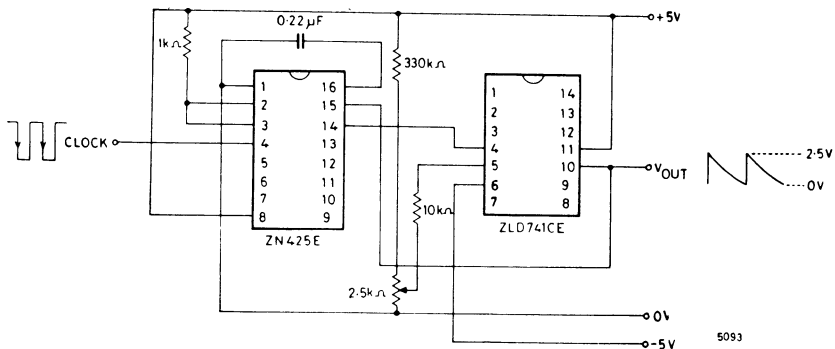 0·22µF
+5V
1kΩ
330kΩ
1 16
2 15
3 14
4 13
5 12
6 11
7 10
8 9
ZN425E
CLOCK
1 14
2 13
3 12
4 11
5 10
6 9
7 8
ZLD741CE
VOUT
2·5V
0V
10kΩ
2·5kΩ
0V
-5V
5093